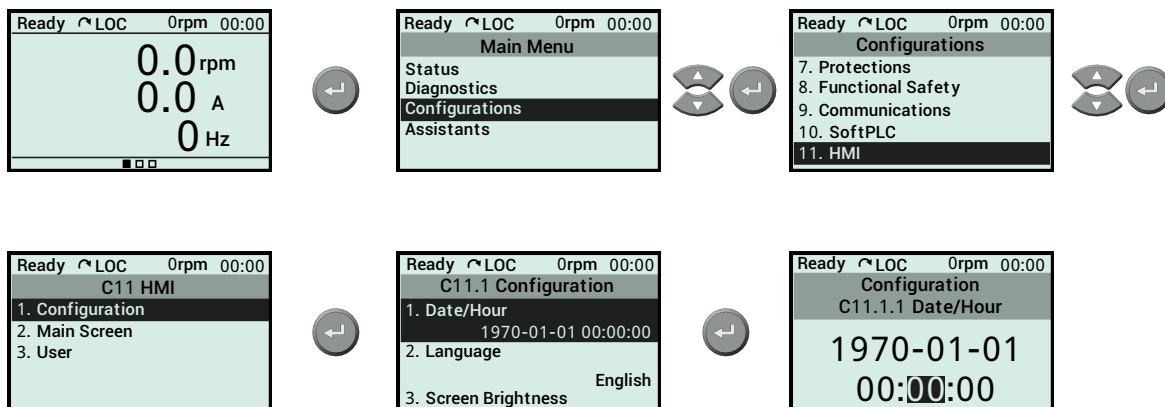 Ready LOC 0rpm 00:00
0.0 rpm
0.0 A
0 Hz
Ready LOC 0rpm 00:00
Main Menu
Status
Diagnostics
Configurations
Assistants
Ready LOC 0rpm 00:00
Configurations
7. Protections
8. Functional Safety
9. Communications
10. SoftPLC
11. HMI
Ready LOC 0rpm 00:00
C11 HMI
1. Configuration
2. Main Screen
3. User
Ready LOC 0rpm 00:00
C11.1 Configuration
1. Date/Hour
1970-01-01 00:00:00
2. Language
English
3. Screen Brightness
Ready LOC 0rpm 00:00
Configuration
C11.1.1 Date/Hour
1970-01-01
00:00:00